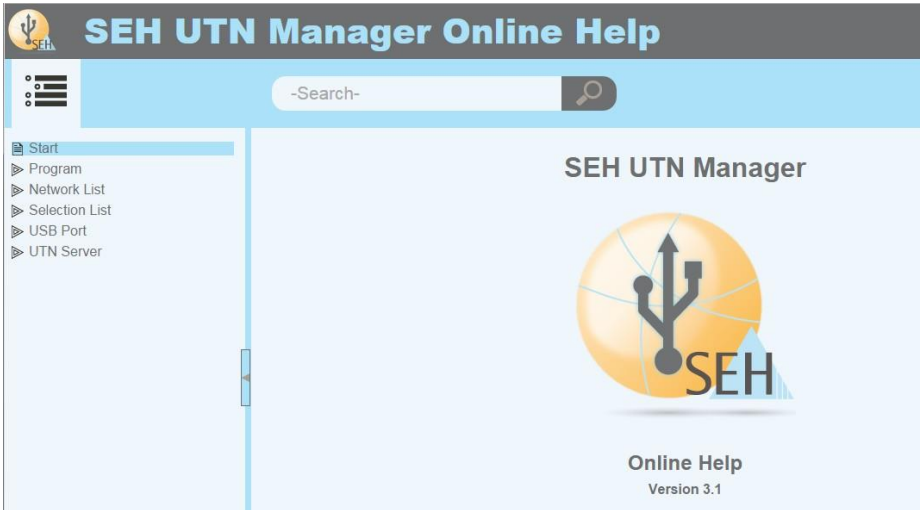 SEH
SEH UTN Manager Online Help
-Search-
Start
Program
Network List
Selection List
USB Port
UTN Server
SEH UTN Manager
SEH
Online Help
Version 3.1